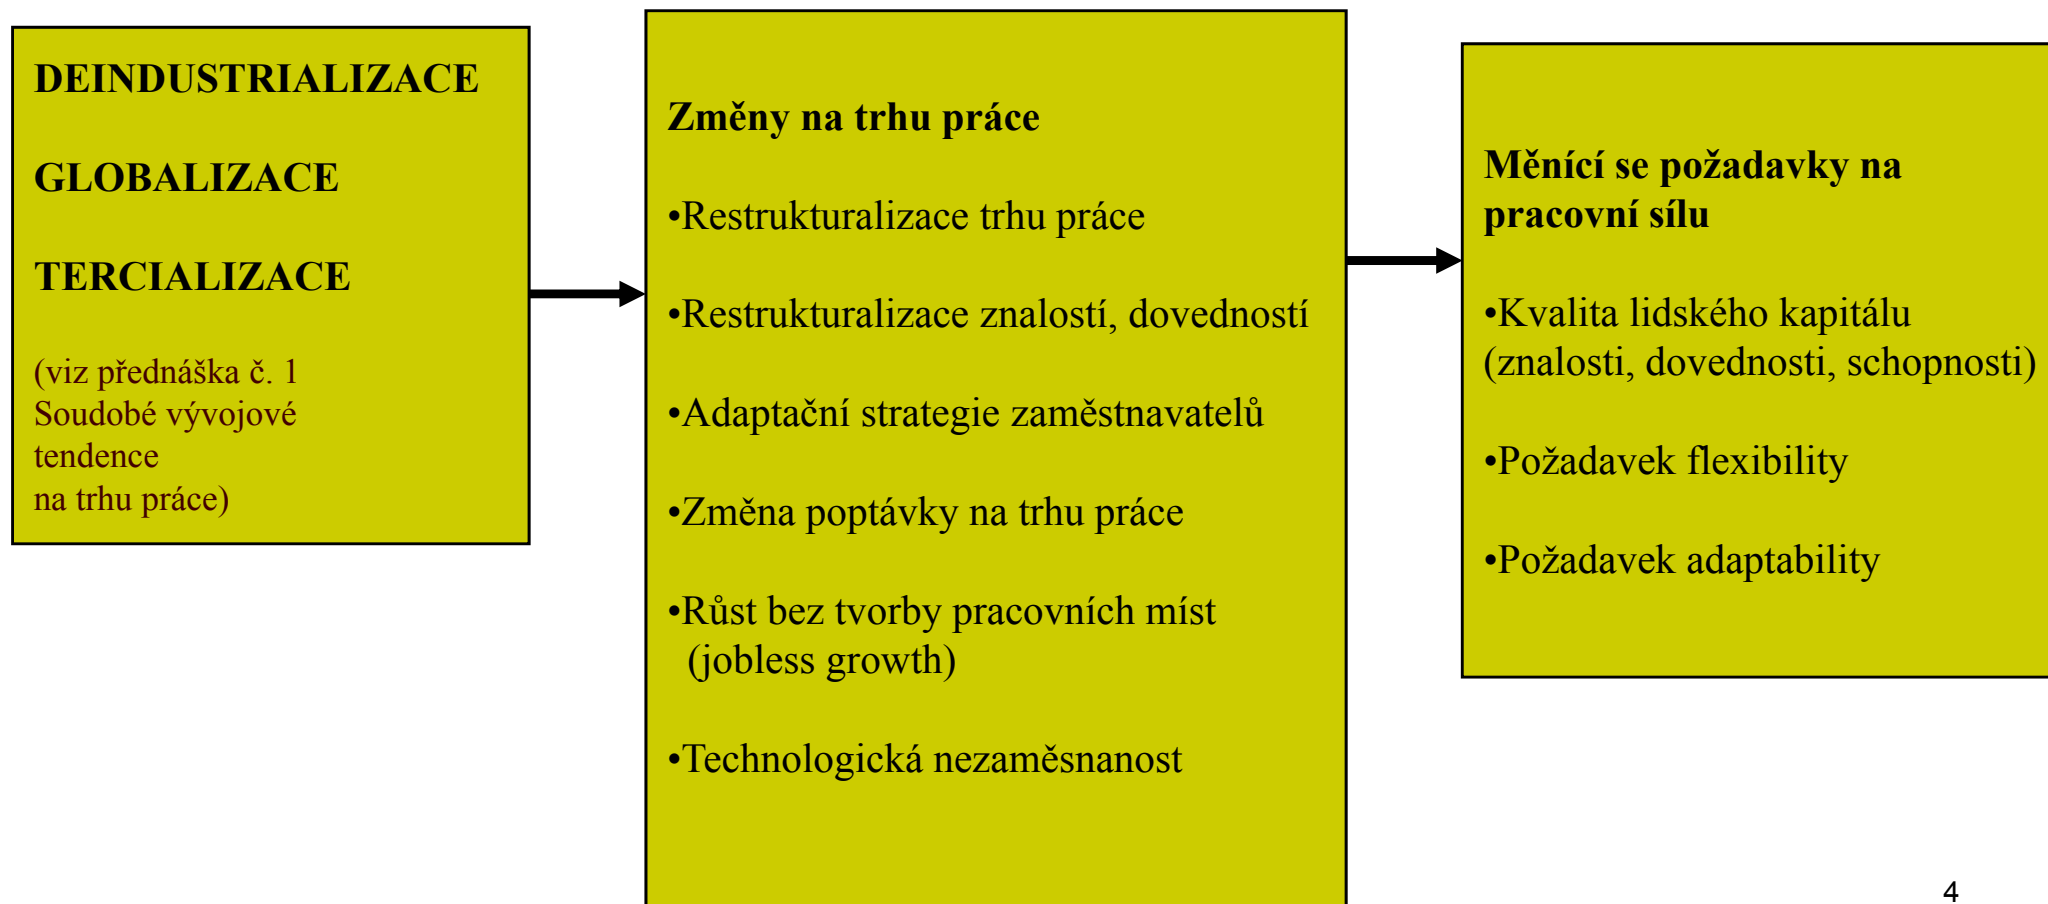 DEINDUSTRIALIZACE
GLOBALIZACE
TERCIALIZACE
(viz přednáška č. 1
Soudobé vývojové
tendence
na trhu práce)
Změny na trhu práce
•Restrukturalizace trhu práce
•Restrukturalizace znalostí, dovedností
•Adaptační strategie zaměstnavatelů
•Změna poptávky na trhu práce
•Růst bez tvorby pracovních míst
(jobless growth)
•Technologická nezaměsnanost
Měnící se požadavky na
pracovní sílu
•Kvalita lidského kapitálu
(znalosti, dovednosti, schopnosti)
•Požadavek flexibility
•Požadavek adaptability
4